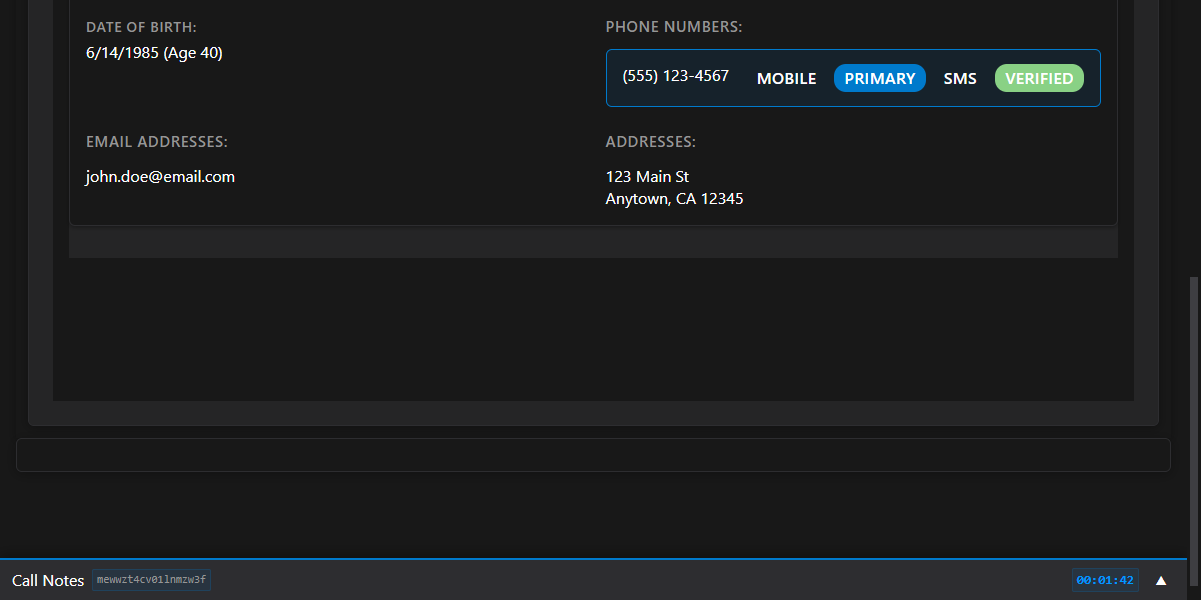 DATE OF BIRTH:
6/14/1985 (Age 40)
PHONE NUMBERS:
(555) 123-4567 MOBILE PRIMARY SMS VERIFIED
EMAIL ADDRESSES:
john.doe@email.com
ADDRESSES:
123 Main St
Anytown, CA 12345
Call Notes mewwzt4cv01lnmzw3f 00:01:42 ▲